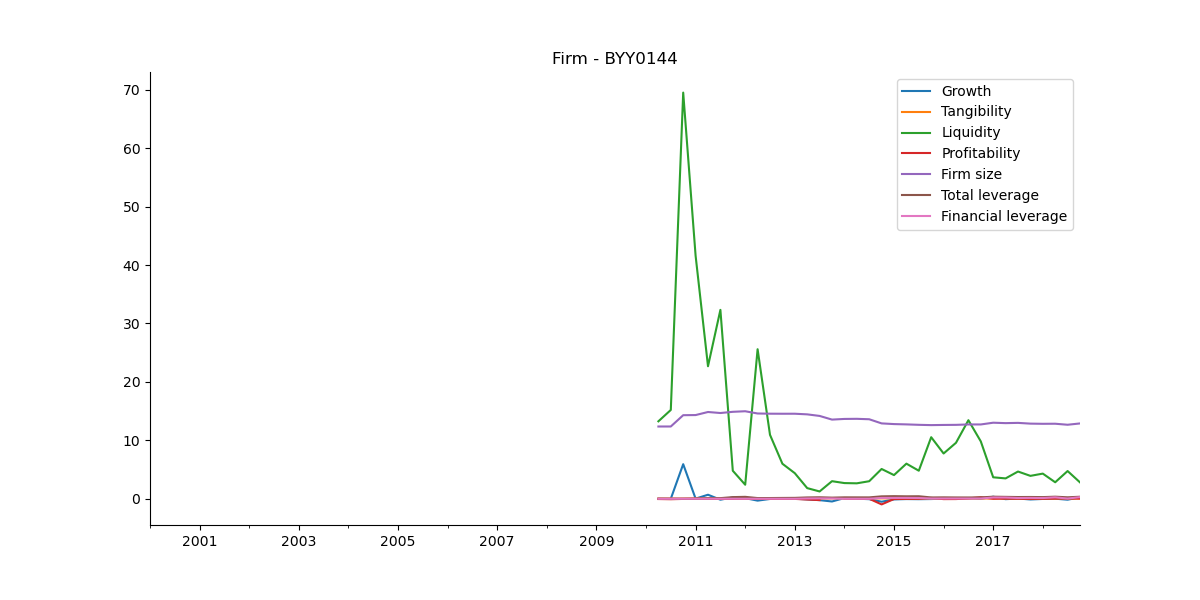 Firm - BYY0144
70
60
50
40
30
20
10
0
2001
2003
2005
2007
2009
2011
2013
2015
2017
Growth
Tangibility
Liquidity
Profitability
Firm size
Total leverage
Financial leverage